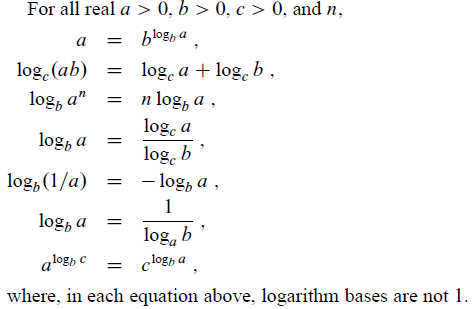 For all real a > 0, b > 0, c > 0, and n,
a = b^{log_b a} ,
log_c(ab) = log_c a + log_c b ,
log_b a^n = n log_b a ,
log_b a = \frac{log_c a}{log_c b} ,
log_b(1/a) = − log_b a ,
log_b a = \frac{1}{log_a b} ,
a^{log_b c} = c^{log_b a} ,
where, in each equation above, logarithm bases are not 1.